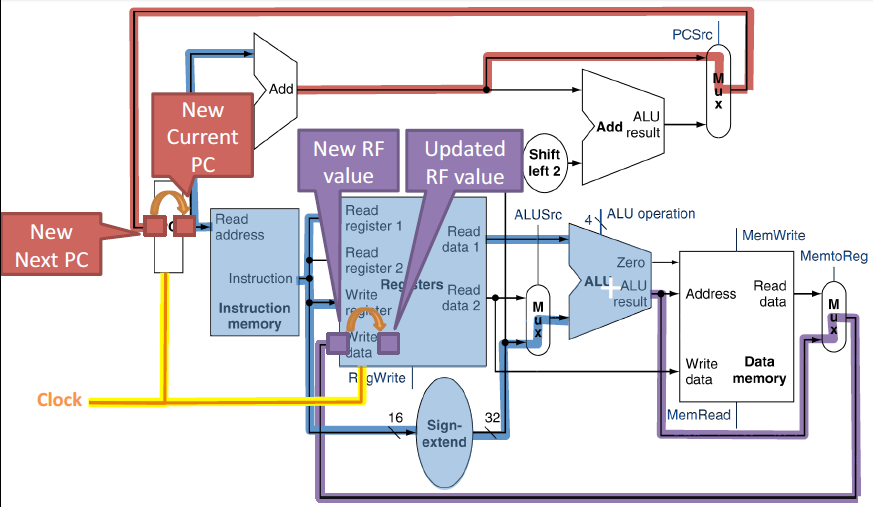 PCSrc
Add
M
u
x
New
Current
PC
Add
ALU
result
Shift
left 2
New RF
value
Updated
RF value
New
Next PC
Read
address
Instruction
Instruction
memory
Read
register 1
Read
register 2
Registers
Write
register
Write
data
Read
data 1
Read
data 2
RegWrite
ALUSrc
M
u
x
4
ALU operation
Zero
ALU
ALU
result
MemWrite
Address
Read
data
Write
data
Data
memory
MemRead
MemtoReg
M
u
x
Clock
16
Sign-
extend
32